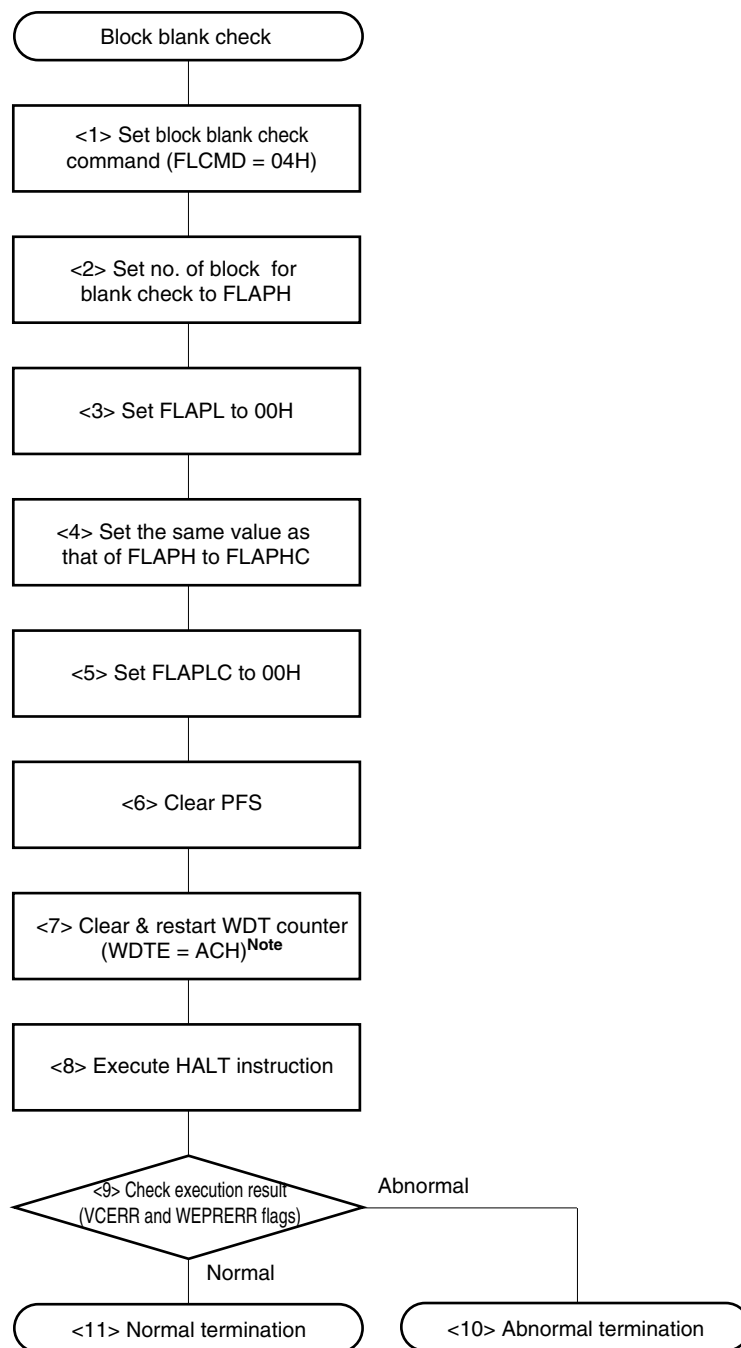 Block blank check
<1> Set block blank check
command (FLCMD = 04H)
<2> Set no. of block for
blank check to FLAPH
<3> Set FLAPL to 00H
<4> Set the same value as
that of FLAPH to FLAPHC
<5> Set FLAPLC to 00H
<6> Clear PFS
<7> Clear & restart WDT counter
(WDTE = ACH)Note
<8> Execute HALT instruction
<9> Check execution result
(VCERR and WEPRERR flags)
Abnormal
Normal
<11> Normal termination
<10> Abnormal termination